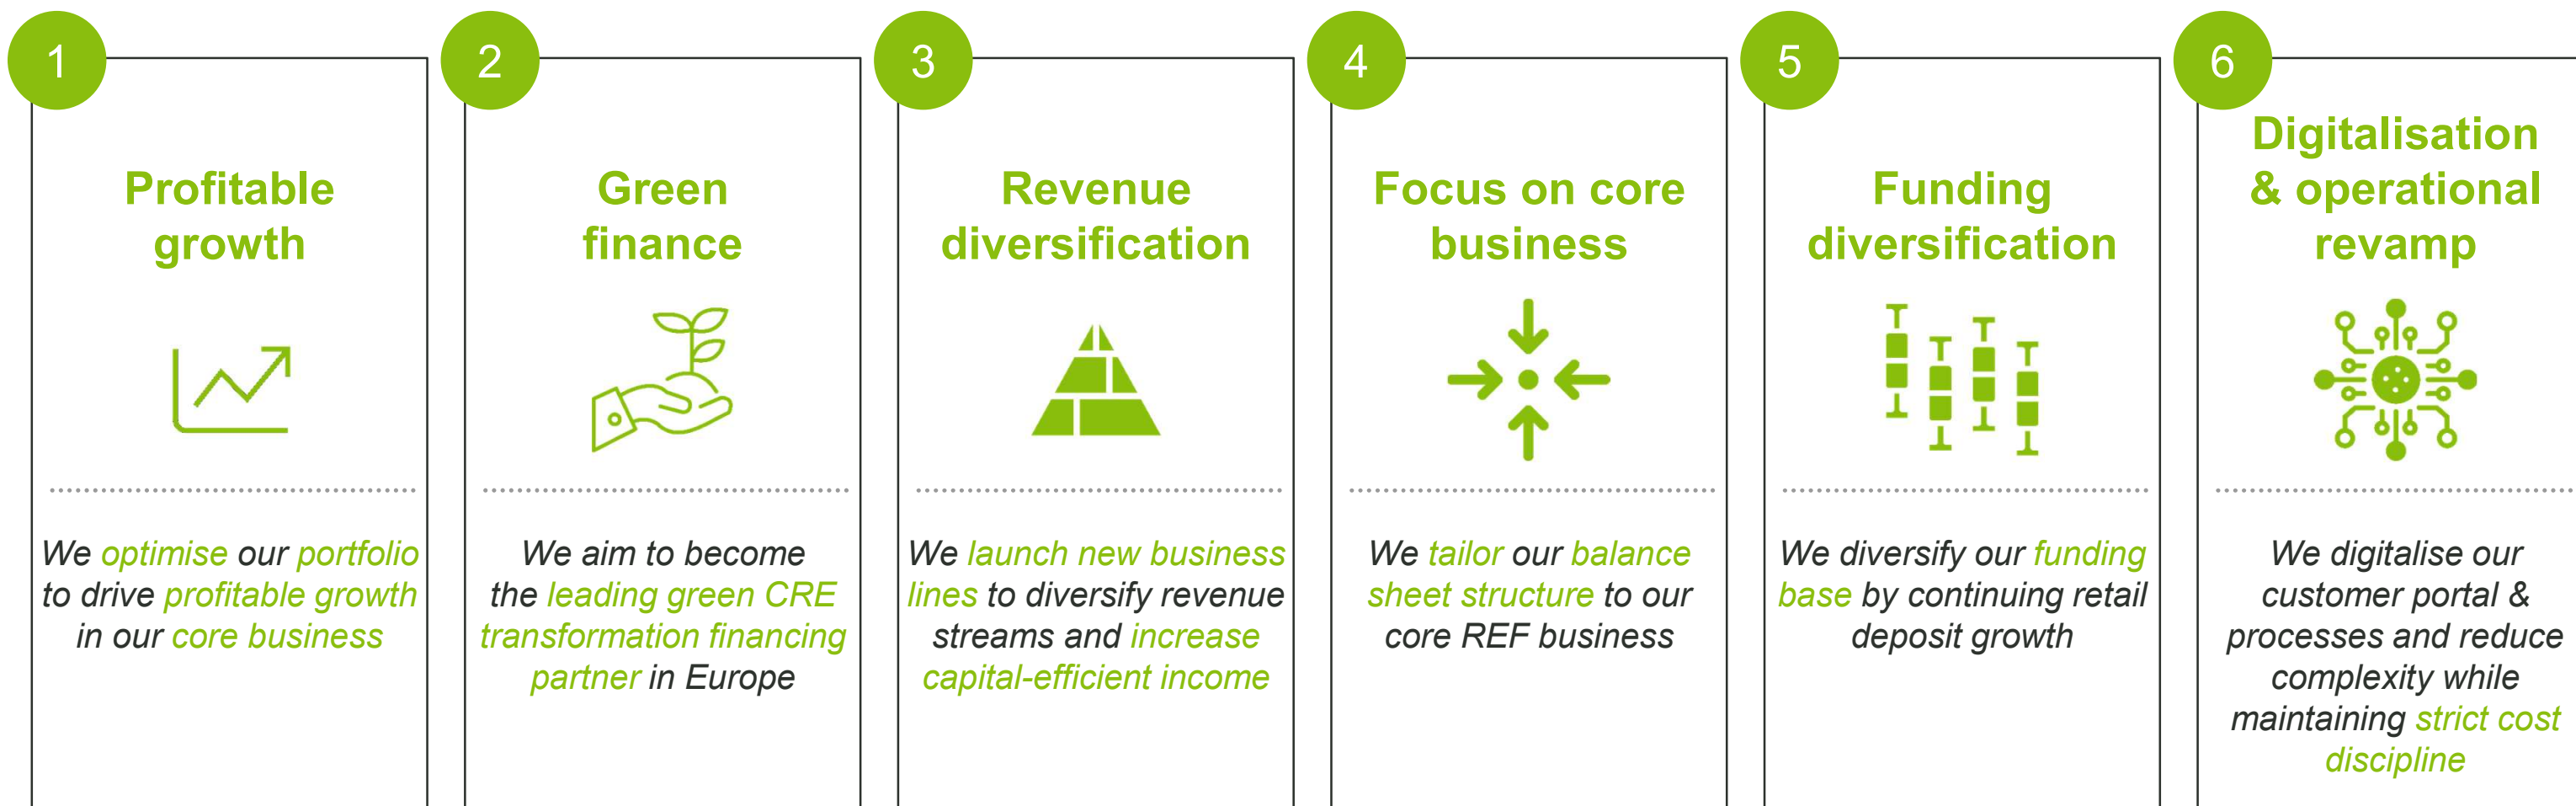 1
Profitable
growth
We optimise our portfolio
to drive profitable growth
in our core business
2
Green
finance
We aim to become
the leading green CRE
transformation financing
partner in Europe
3
Revenue
diversification
We launch new business
lines to diversify revenue
streams and increase
capital-efficient income
4
Focus on core
business
We tailor our balance
sheet structure to our
core REF business
5
Funding
diversification
We diversify our funding
base by continuing retail
deposit growth
6
Digitalisation
& operational
revamp
We digitalise our
customer portal &
processes and reduce
complexity while
maintaining strict cost
discipline